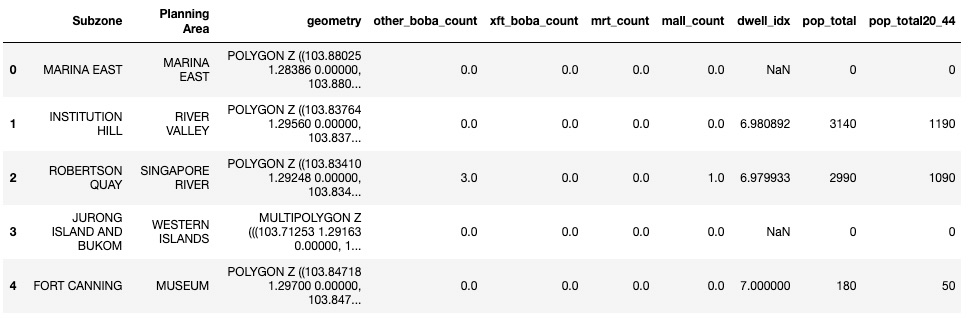 Subzone Planning Area geometry other_boba_count xft_boba_count mrt_count mall_count dwell_idx pop_total pop_total20_44
0 MARINA EAST MARINA EAST POLYGON Z ((103.88025 1.28386 0.00000, 103.880... 0.0 0.0 0.0 0.0 NaN 0 0
1 INSTITUTION HILL RIVER VALLEY POLYGON Z ((103.83764 1.29560 0.00000, 103.837... 0.0 0.0 0.0 0.0 6.980892 3140 1190
2 ROBERTSON QUAY SINGAPORE RIVER POLYGON Z ((103.83410 1.29248 0.00000, 103.834... 3.0 0.0 0.0 1.0 6.979933 2990 1090
3 JURONG ISLAND AND BUKOM WESTERN ISLANDS MULTIPOLYGON Z (((103.71253 1.29163 0.00000, 1... 0.0 0.0 0.0 0.0 NaN 0 0
4 FORT CANNING MUSEUM POLYGON Z ((103.84718 1.29700 0.00000, 103.847... 0.0 0.0 0.0 0.0 7.000000 180 50